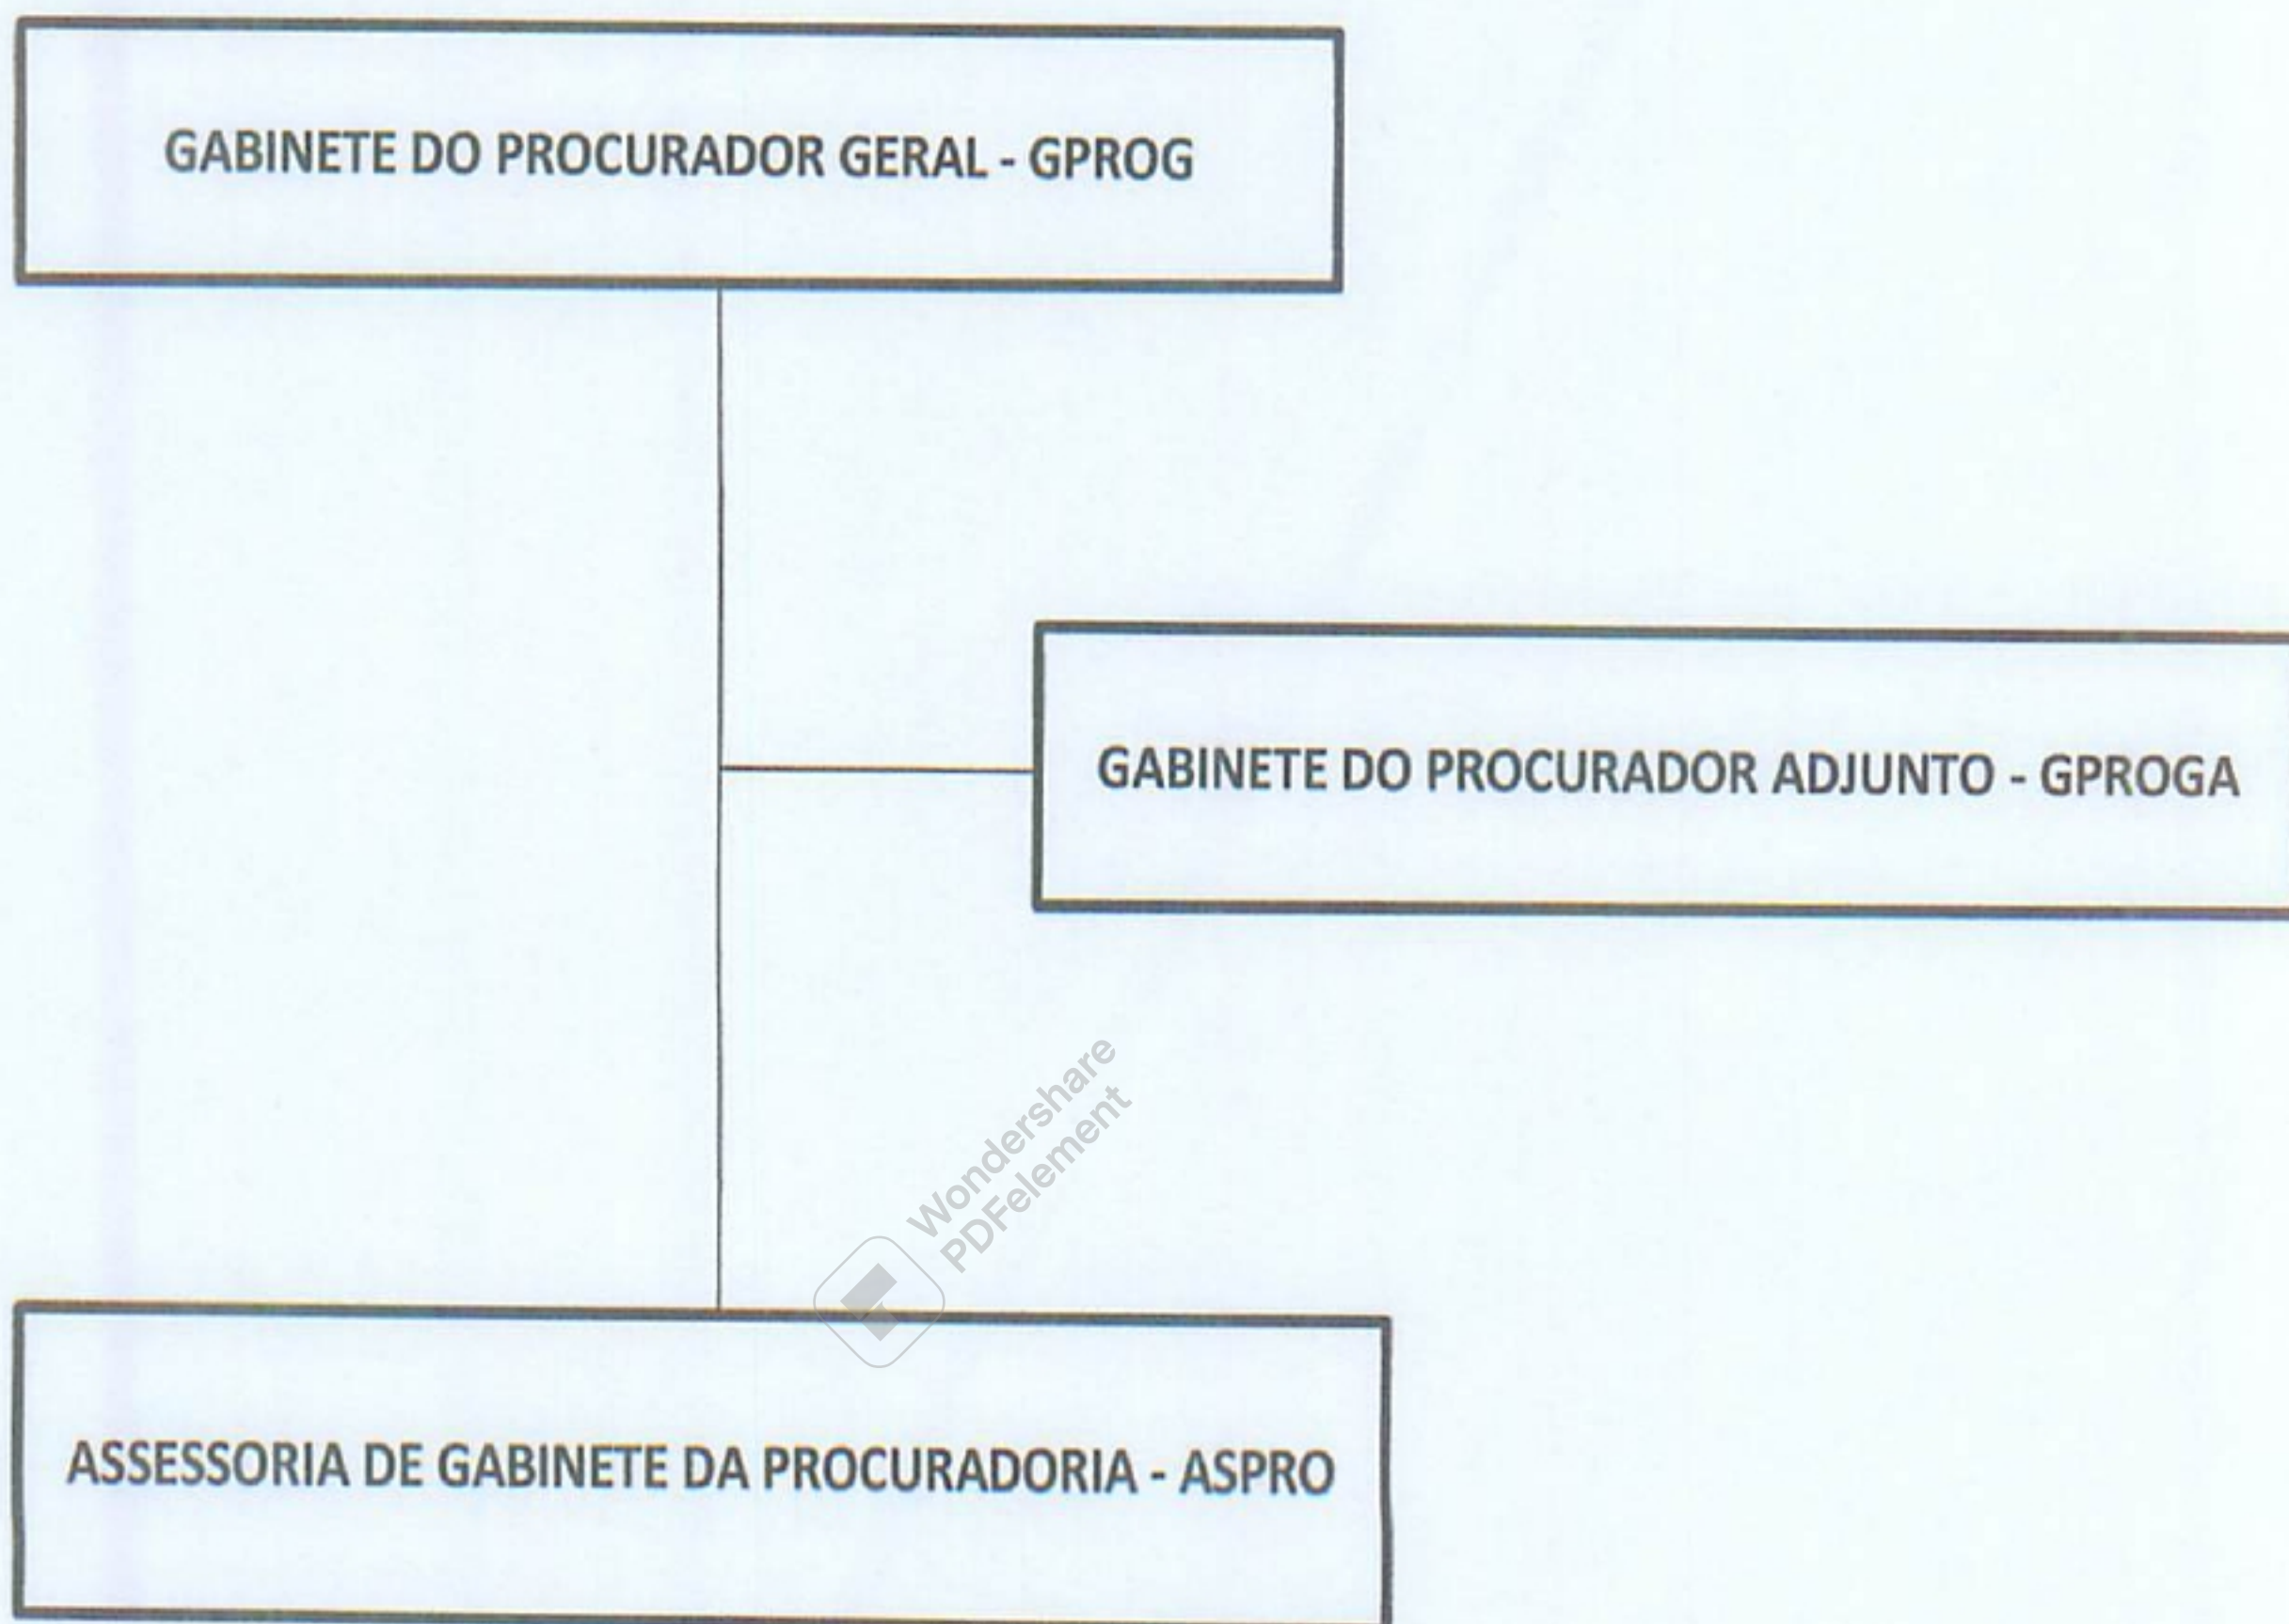 GABINETE DO PROCURADOR GERAL - GPROG
GABINETE DO PROCURADOR ADJUNTO - GPROGA
Wondershare
PDFelement
ASSESSORIA DE GABINETE DA PROCURADORIA - ASPRO